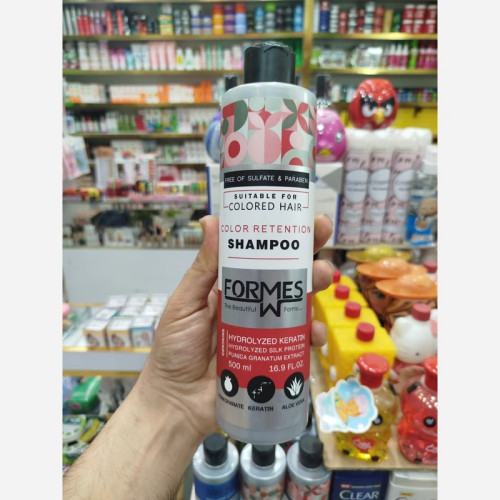 FREE OF SULFATE & PARABEN
SUITABLE FOR
COLORED HAIR
COLOR RETENTION
SHAMPOO
FORMES
The Beautiful Forms...
HYDROLYZED KERATIN
HYDROLYZED SILK PROTEIN
PUNICA GRANATUM EXTRACT
500 ml 16.9 FL.OZ.
KERATIN
ALOE VERA
CLEAR